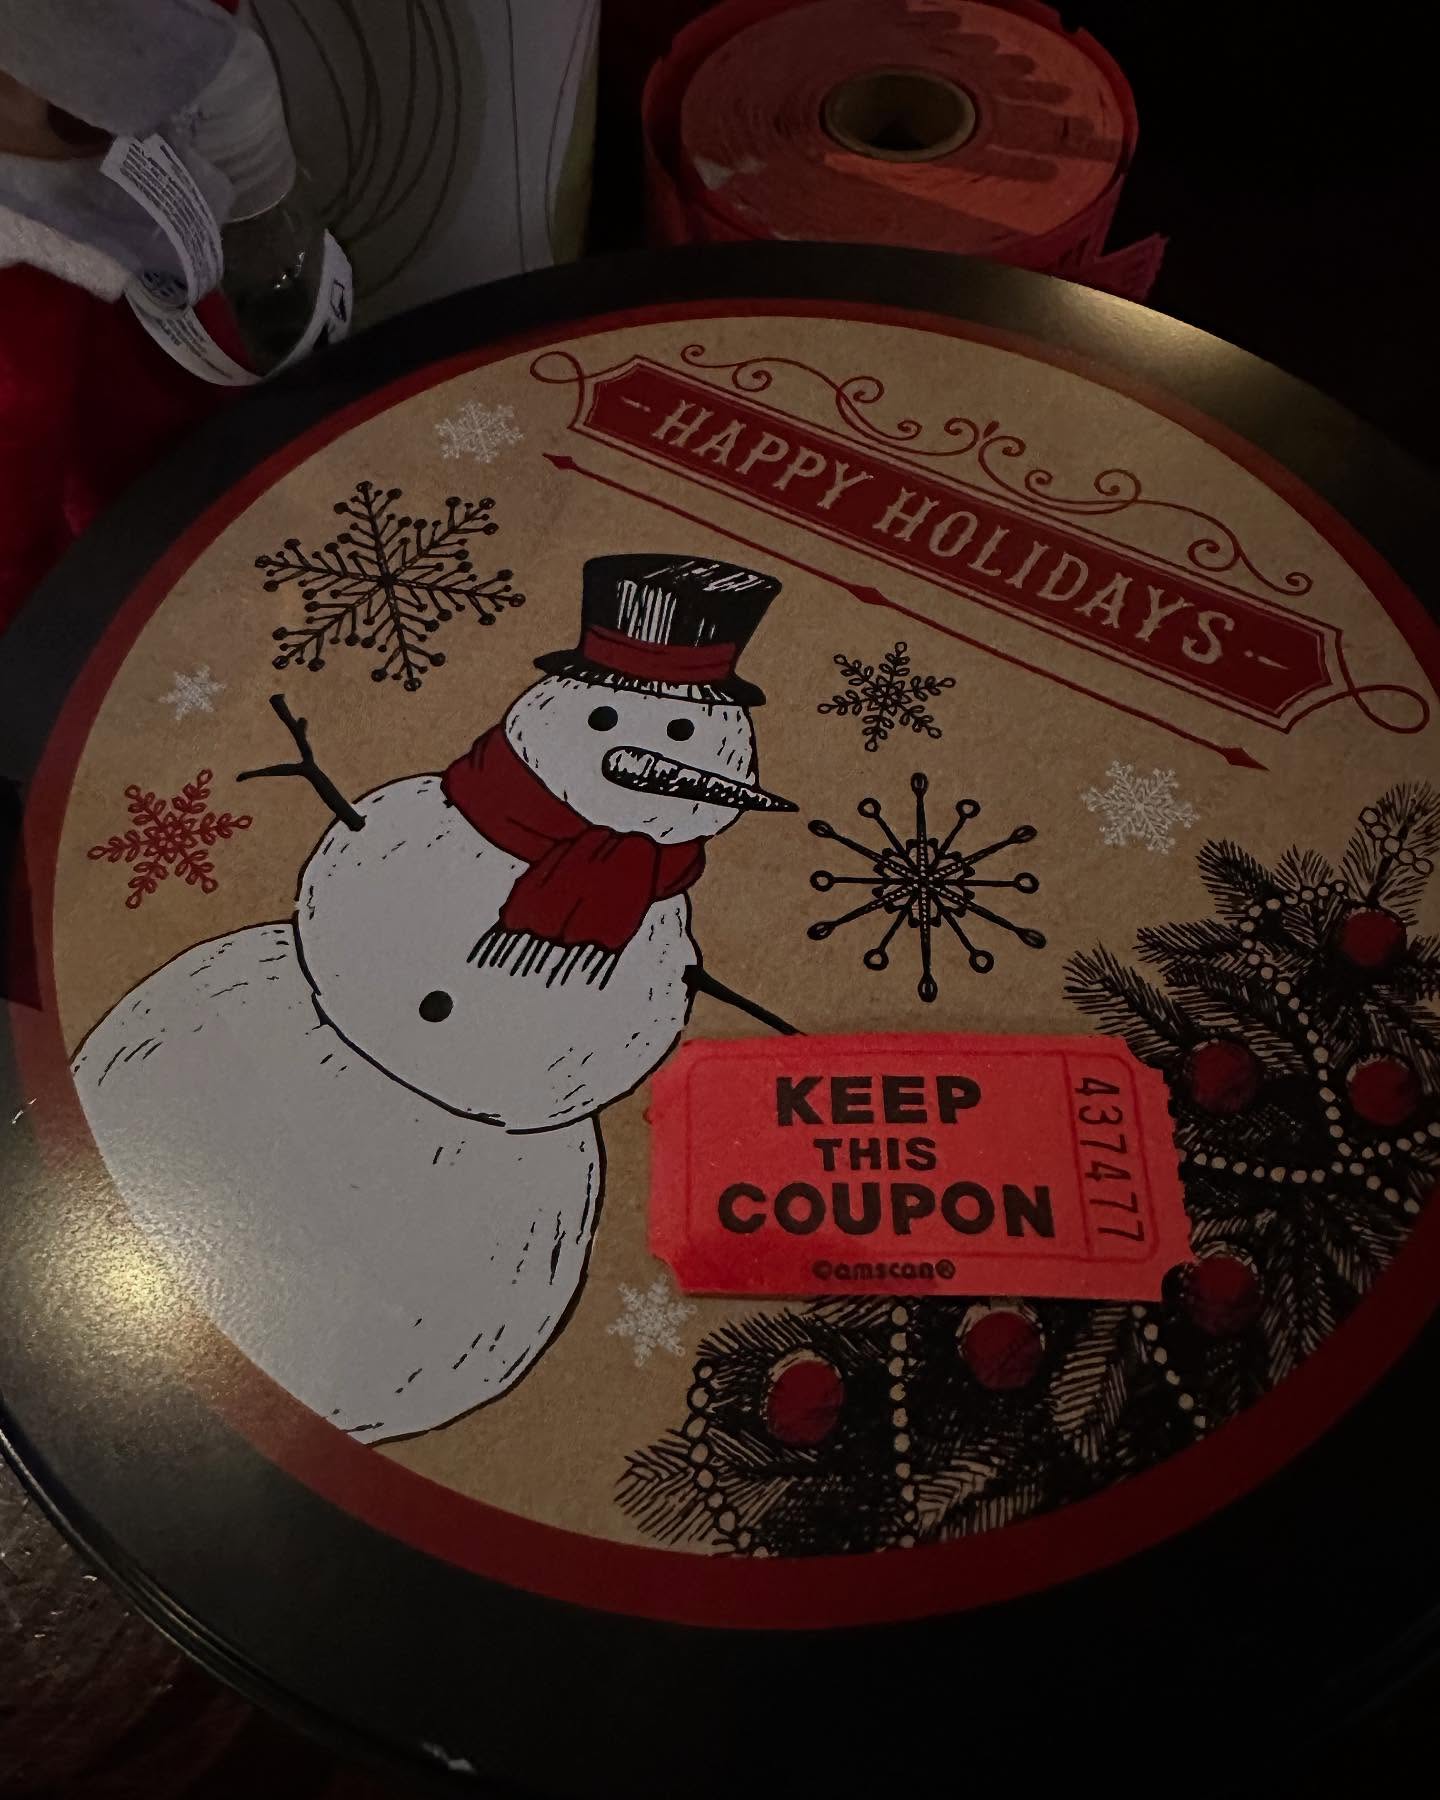 HAPPY HOLIDAYS
KEEP
THIS
COUPON
©amscan®
437477